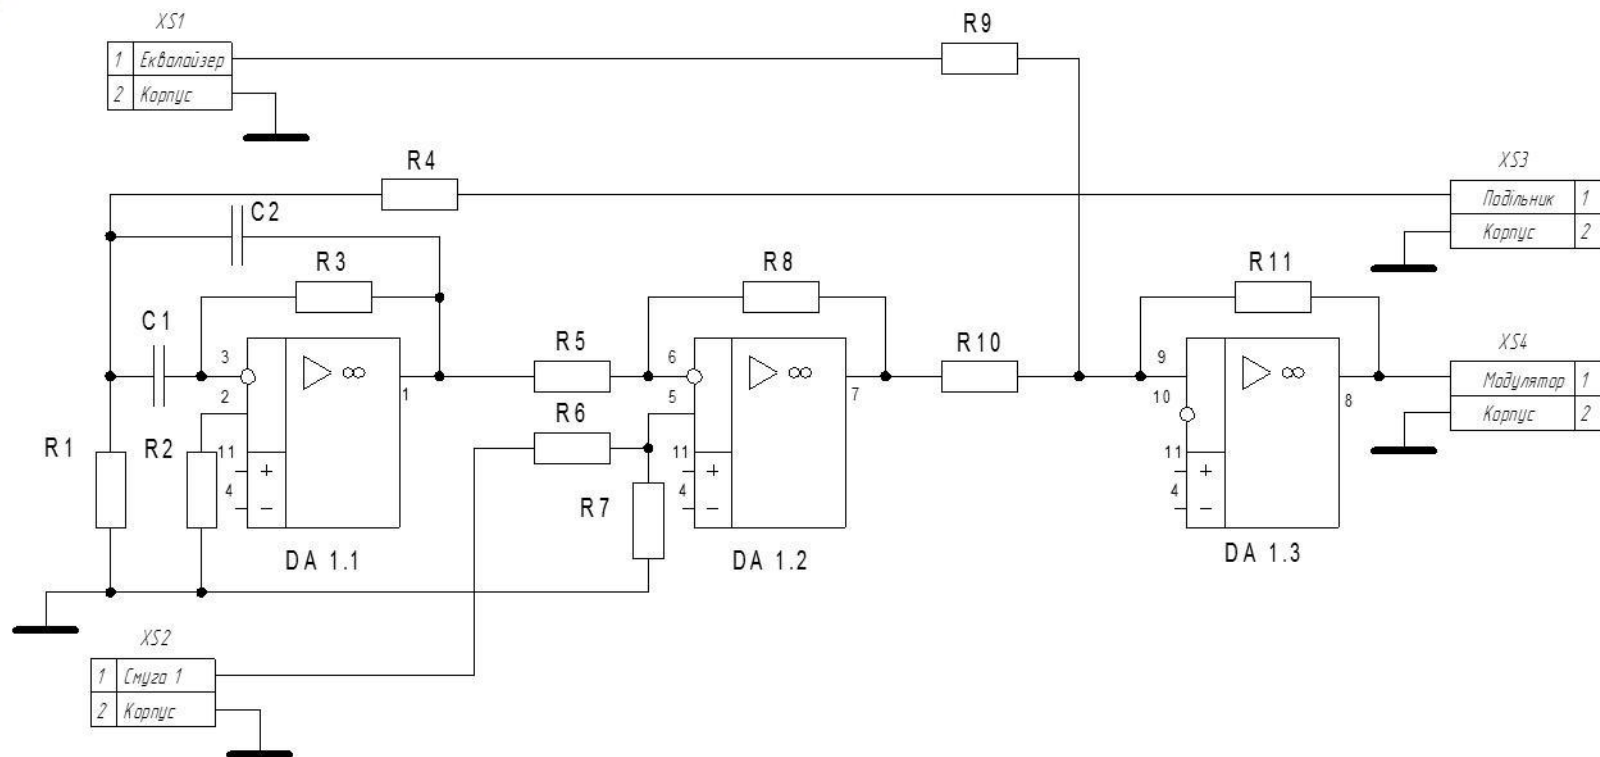 XS1
R9
1 Еквалайзер
2 Корпус
R4
XS3
Подільник 1
Корпус 2
C2
R3
R8
R11
C1
R5
R10
XS4
3
6
9
∞
∞
∞
Модулятор 1
Корпус 2
2
1
R6
5
7
10
8
R1
R2
11
11
11
+
+
+
4
4
4
−
−
−
R7
DA 1.1
DA 1.2
DA 1.3
XS2
1 Смуга 1
2 Корпус